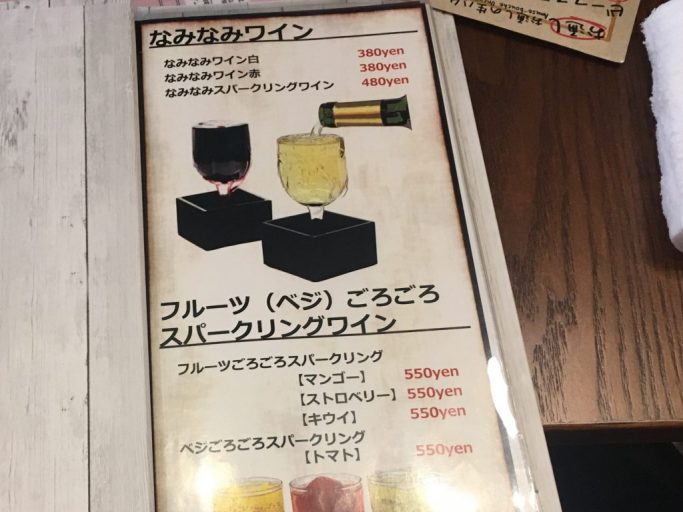 なみなみワイン
なみなみワイン白 380yen
なみなみワイン赤 380yen
なみなみスパークリングワイン 480yen
フルーツ（ベジ）ごろごろ
スパークリングワイン
フルーツごろごろスパークリング
【マンゴー】 550yen
【ストロベリー】 550yen
【キウイ】 550yen
ベジごろごろスパークリング
【トマト】 550yen
お通し